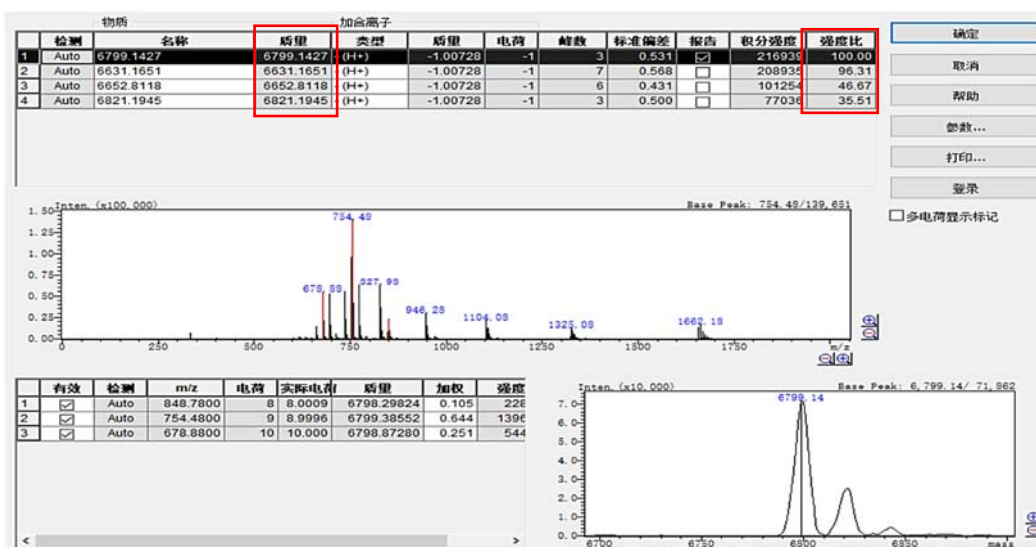 物质 加合离子
检测 名称 质里 类型 质里 电荷 峰数 标准偏差 报告 积分强度 强度比
1 Auto 6799.1427 6799.1427 (H+) -1.00728 -1 3 0.531 216939 100.00
2 Auto 6631.1651 6631.1651 (H+) -1.00728 -1 7 0.568 208935 96.31
3 Auto 6652.8118 6652.8118 (H+) -1.00728 -1 6 0.431 101254 46.67
4 Auto 6821.1945 6821.1945 (H+) -1.00728 -1 3 0.500 77036 35.51
确定
取消
帮助
参数...
打印...
登录
多电荷显示标记
Inten. (x100,000) Base Peak: 754.48/139,651
1.50
1.25
1.00
0.75
0.50
0.25
0.00
754.48
678.88 827.98
946.28 1104.08 1325.08 1662.18
0 250 500 750 1000 1250 1500 1750 m/z
有效 检测 m/z 电荷 实际电荷 质里 加权 强度
1 Auto 848.7800 8 8.0009 6798.29824 0.105 228
2 Auto 754.4800 9 8.9996 6799.38552 0.644 1396
3 Auto 678.8800 10 10.000 6798.87280 0.251 544
Inten. (x10,000) Base Peak: 6,799.14/ 71,862
6799.14
7.0
6.0
5.0
4.0
3.0
2.0
1.0
0.0
6700 6750 6800 6850 mass